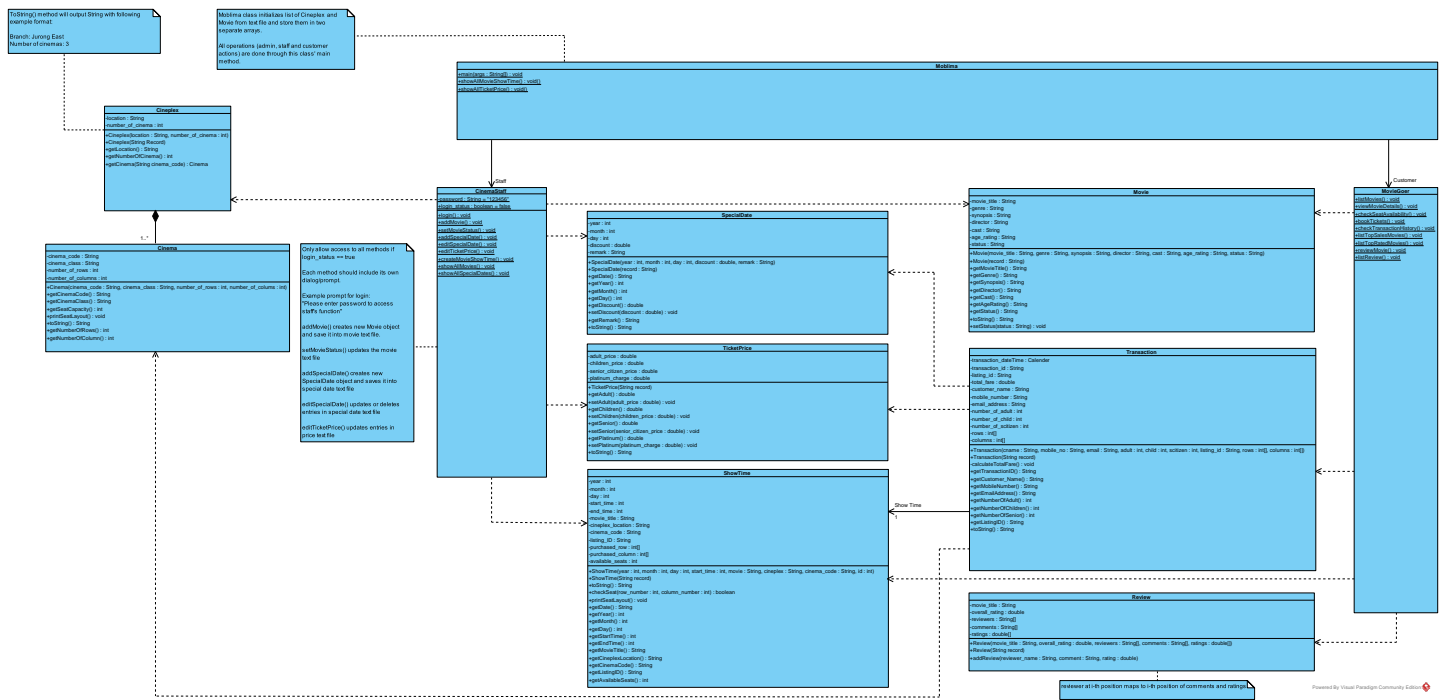 ToString() method will output String with following
example format:
Branch: Jurong East
Number of cinemas: 3
Moblima class initializes list of Cineplex and
Movie from text file and store them in two
separate arrays.
All operations (admin, staff and customer
actions) are done through this class' main
method.
Moblima
+main(args : String[]) : void
+showAllMovieShowTime() : void()
+showAllTicketPrice() : void()
Cineplex
-location : String
-number_of_cinema : int
+Cineplex(location : String, number_of_cinema : int)
+Cineplex(String Record)
+getLocation() : String
+getNumberOfCinema() : int
+getCinema(String cinema_code) : Cinema
1..*
Cinema
-cinema_code : String
-cinema_class : String
-number_of_rows : int
-number_of_columns : int
+Cinema(cinema_code : String, cinema_class : String, number_of_rows : int, number_of_colums : int)
+getCinemaCode() : String
+getCinemaClass() : String
+getSeatCapacity() : int
+printSeatLayout() : void
+toString() : String
+getNumberOfRows() : int
+getNumberOfColumn() : int
Only allow access to all methods if
login_status == true
Each method should include its own
dialog/prompt.
Example prompt for login:
"Please enter password to access
staff's function"
addMovie() creates new Movie object
and save it into movie text file.
setMovieStatus() updates the movie
text file
addSpecialDate() creates new
SpecialDate object and saves it into
special date text file
editSpecialDate() updates or deletes
entries in special date text file
editTicketPrice() updates entries in
price text file
Staff
CinemaStaff
-password : String = "123456"
+login_status : boolean = false
+login() : void
+addMovie() : void
+setMovieStatus() : void
+addSpecialDate() : void
+editSpecialDate() : void
+editTicketPrice() : void
+createMovieShowTime() : void
+showAllMovies() : void
+showAllSpecialDates() : void
SpecialDate
-year : int
-month : int
-day : int
-discount : double
-remark : String
+SpecialDate(year : int, month : int, day : int, discount : double, remark : String)
+SpecialDate(record : String)
+getDate() : String
+getYear() : int
+getMonth() : int
+getDay() : int
+getDiscount() : double
+setDiscount(discount : double) : void
+getRemark() : String
+toString() : String
TicketPrice
-adult_price : double
-children_price : double
-senior_citizen_price : double
-platinum_charge : double
+TicketPrice(String record)
+getAdult() : double
+setAdult(adult_price : double) : void
+getChildren() : double
+setChildren(children_price : double) : void
+getSenior() : double
+setSenior(senior_citizen_price : double) : void
+getPlatinum() : double
+setPlatinum(platinum_charge : double) : void
+toString() : String
ShowTime
-year : int
-month : int
-day : int
-start_time : int
-end_time : int
-movie_title : String
-cineplex_location : String
-cinema_code : String
-listing_ID : String
-purchased_row : int[]
-purchased_column : int[]
-available_seats : int
+ShowTime(year : int, month : int, day : int, start_time : int, movie : String, cineplex : String, cinema_code : String, id : int)
+ShowTime(String record)
+toString() : String
+checkSeat(row_number : int, column_number : int) : boolean
+printSeatLayout() : void
+getDate() : String
+getYear() : int
+getMonth() : int
+getDay() : int
+getStartTime() : int
+getEndTime() : int
+getMovieTitle() : String
+getCineplexLocation() : String
+getCinemaCode() : String
+getListingID() : String
+getAvailableSeats() : int
Movie
-movie_title : String
-genre : String
-synopsis : String
-director : String
-cast : String
-age_rating : String
-status : String
+Movie(movie_title : String, genre : String, synopsis : String, director : String, cast : String, age_rating : String, status : String)
+Movie(record : String)
+getMovieTitle() : String
+getGenre() : String
+getSynopsis() : String
+getDirector() : String
+getCast() : String
+getAgeRating() : String
+getStatus() : String
+toString() : String
+setStatus(status : String) : void
Transaction
-transaction_dateTime : Calender
-transaction_id : String
-listing_id : String
-total_fare : double
-customer_name : String
-mobile_number : String
-email_address : String
-number_of_adult : int
-number_of_child : int
-number_of_scitizen : int
-rows : int[]
-columns : int[]
+Transaction(cname : String, mobile_no : String, email : String, adult : int, child : int, scitizen : int, listing_id : String, rows : int[], columns : int[])
+Transaction(String record)
-calculateTotalFare() : void
+getTransactionID() : String
+getCustomer_Name() : String
+getMobileNumber() : String
+getEmailAddress() : String
+getNumberOfAdult() : int
+getNumberOfChildren() : int
+getNumberOfSenior() : int
+getListingID() : String
+toString() : String
Show Time
1
Review
-movie_title : String
-overall_rating : double
-reviewers : String[]
-comments : String[]
-ratings : double[]
+Review(movie_title : String, overall_rating : double, reviewers : String[], comments : String[], ratings : double[])
+Review(String record)
+addReview(reviewer_name : String, comment : String, rating : double)
reviewer at i-th position maps to i-th position of comments and ratings
Customer
MovieGoer
+listMovies() : void
+viewMovieDetails() : void
+checkSeatAvailability() : void
+bookTickets() : void
+checkTransactionHistory() : void
+listTopSalesMovies() : void
+listTopRatedMovies() : void
+reviewMovie() : void
+listReview() : void
Powered By Visual Paradigm Community Edition